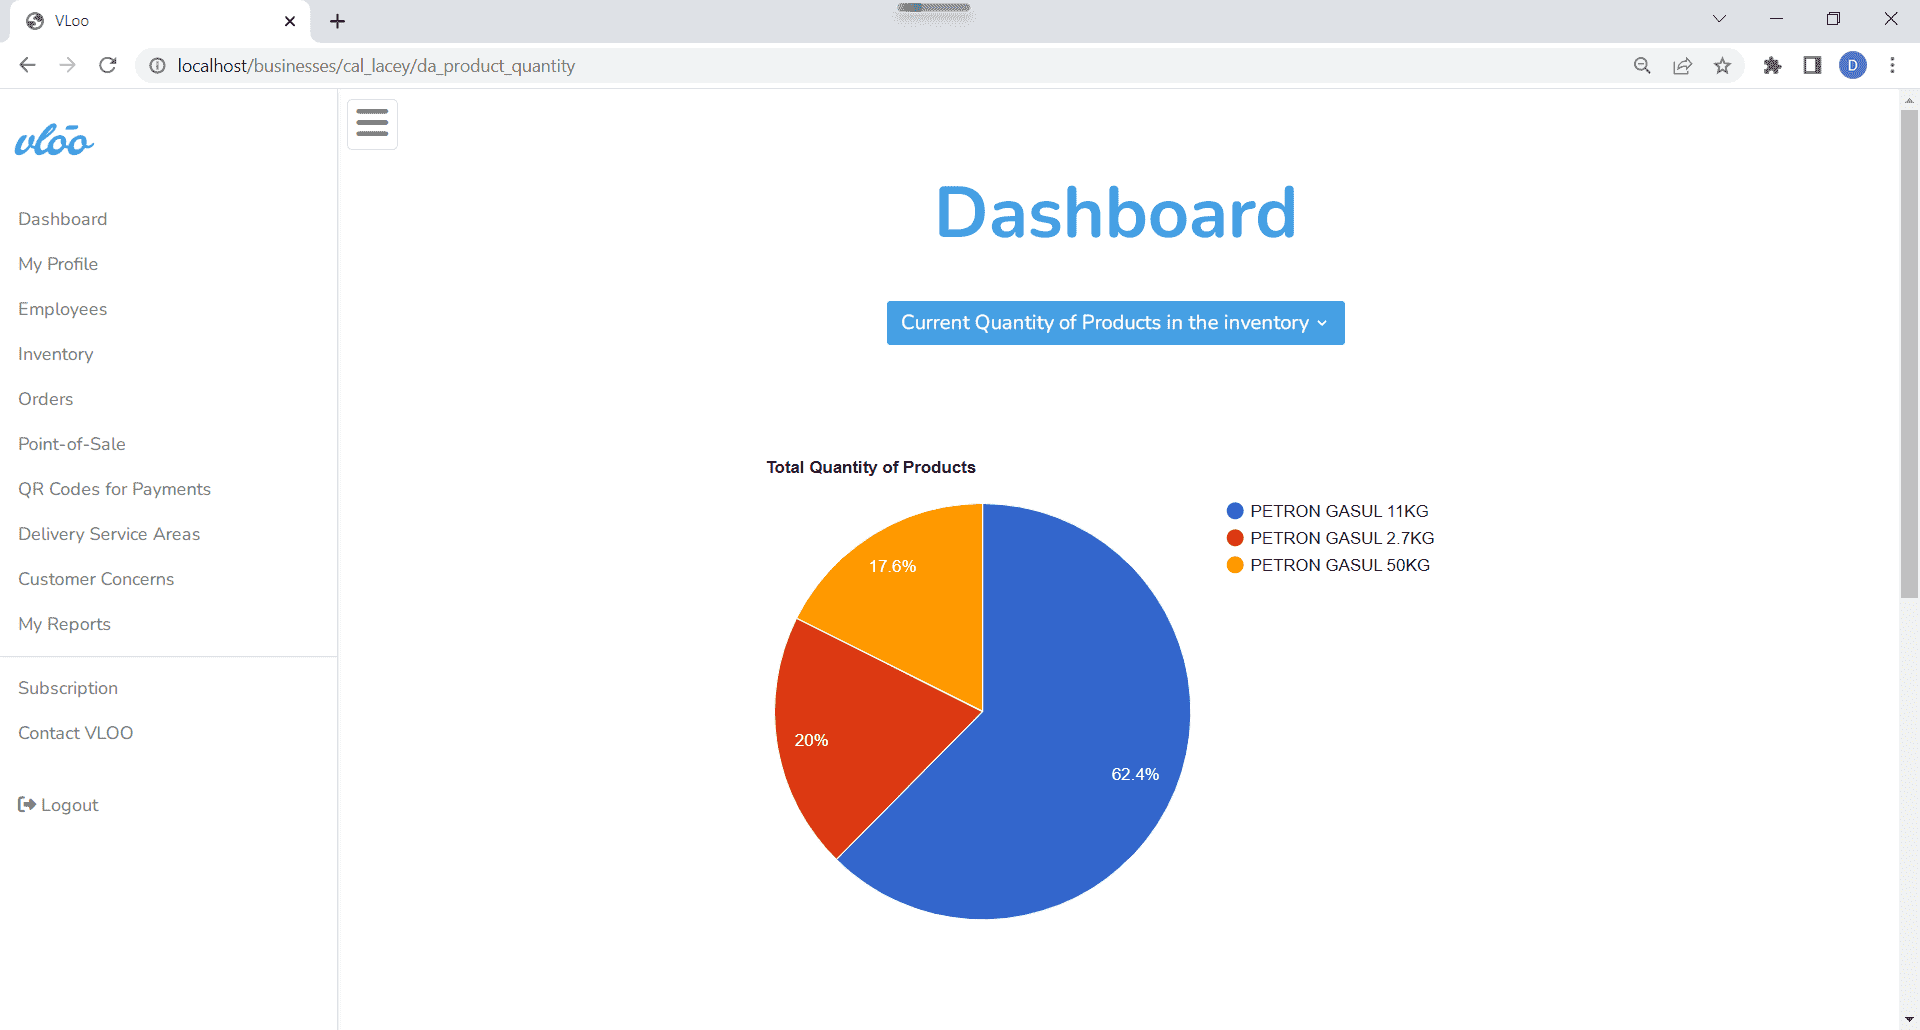 VLoo
localhost/businesses/cal_lacey/da_product_quantity
D
vlōo
Dashboard
My Profile
Employees
Inventory
Orders
Point-of-Sale
QR Codes for Payments
Delivery Service Areas
Customer Concerns
My Reports
Subscription
Contact VLOO
Logout
Dashboard
Current Quantity of Products in the inventory
Total Quantity of Products
PETRON GASUL 11KG
PETRON GASUL 2.7KG
PETRON GASUL 50KG
17.6%
20%
62.4%